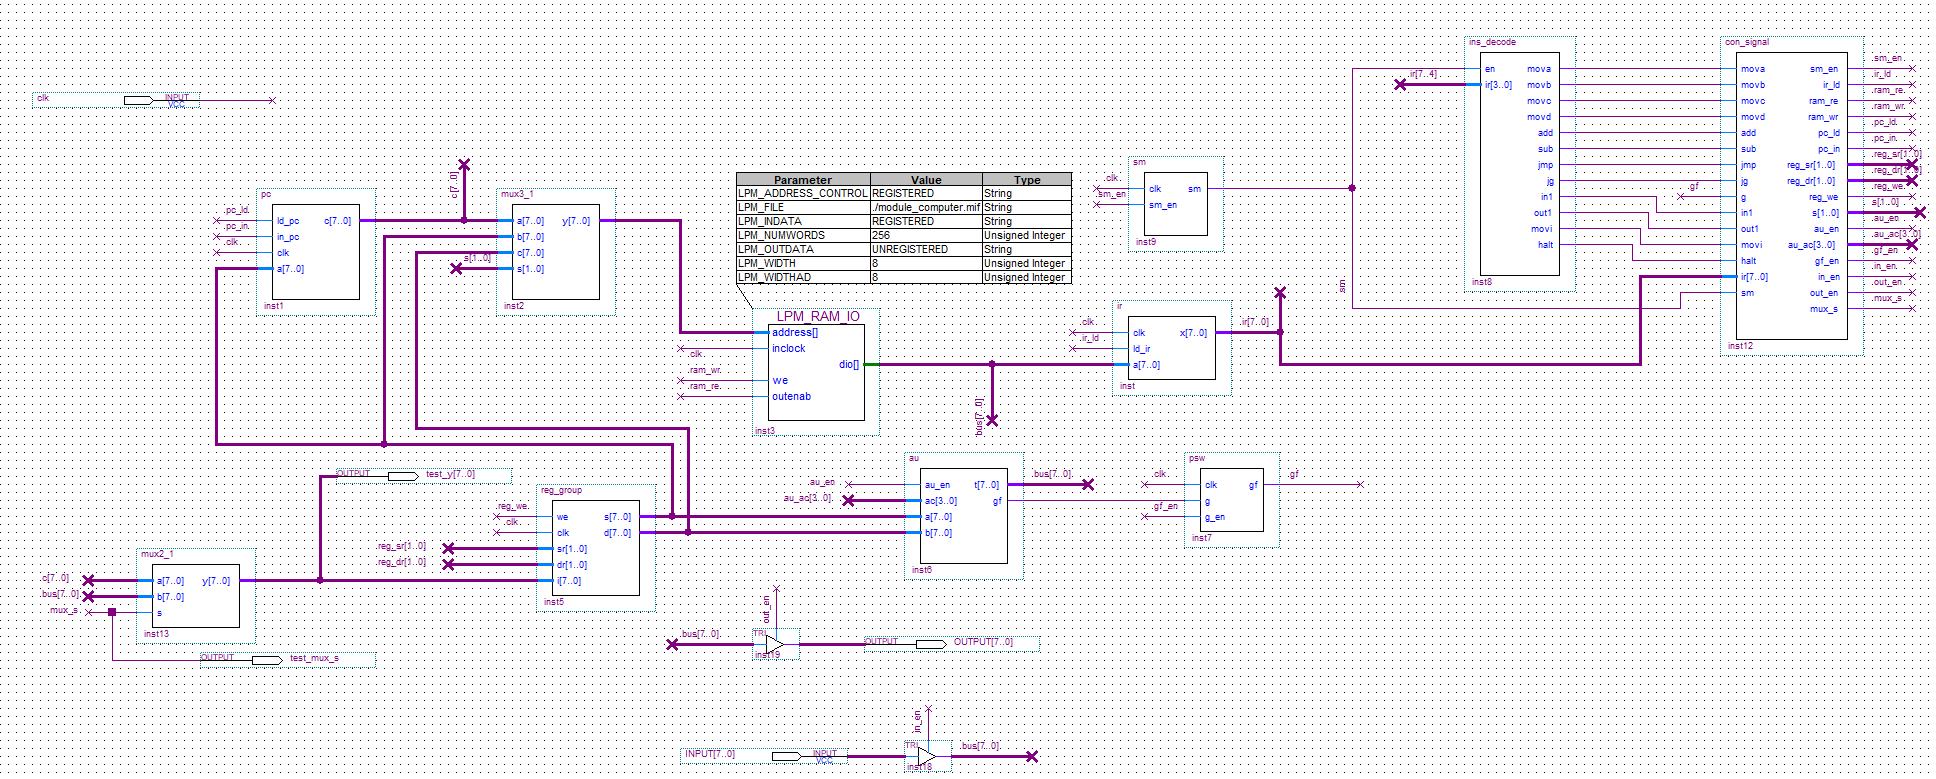 clk
INPUT
VCC
pc
.pc_ld.
.pc_in.
.clk.
ld_pc
in_pc
clk
a[7..0]
c[7..0]
inst1
c[7..0]
mux3_1
a[7..0]
b[7..0]
c[7..0]
s[1..0]
y[7..0]
s[1..0]
inst2
Parameter Value Type
LPM_ADDRESS_CONTROL REGISTERED String
LPM_FILE ./module_computer.mif String
LPM_INDATA REGISTERED String
LPM_NUMWORDS 256 Unsigned Integer
LPM_OUTDATA UNREGISTERED String
LPM_WIDTH 8 Unsigned Integer
LPM_WIDTHAD 8 Unsigned Integer
LPM_RAM_IO
address[]
inclock
we
outenab
dio[]
clk
.ram_wr.
.ram_re.
inst3
bus[7..0]
sm
clk
sm_en
clk
sm_en
sm
inst9
sm
ir
clk
ir_ld
clk
ld_ir
a[7..0]
x[7..0]
ir[7..0]
inst
ins_decode
ir[7..4]
en
ir[3..0]
mova
movb
movc
movd
add
sub
jmp
jg
in1
out1
movi
halt
inst8
con_signal
.gf
mova
movb
movc
movd
add
sub
jmp
jg
g
in1
out1
movi
halt
ir[7..0]
sm
sm_en
ir_ld
ram_re
ram_wr
pc_ld
pc_in
reg_sr[1..0]
reg_dr[1..0]
reg_we
s[1..0]
au_en
au_ac[3..0]
gf_en
in_en
out_en
mux_s
inst12
.sm_en
ir_ld
.ram_re.
.ram_wr.
.pc_ld.
.pc_in.
reg_sr[1..0]
reg_we
s[1..0]
au_en
.au_ac[3..0]
gf_en
in_en
.out_en
mux_s
OUTPUT
test_y[7..0]
reg_group
.reg_we.
clk
reg_sr[1..0]
reg_dr[1..0]
we
clk
sr[1..0]
dr[1..0]
i[7..0]
s[7..0]
d[7..0]
inst5
au
au_en
au_ac[3..0]
au_en
ac[3..0]
a[7..0]
b[7..0]
t[7..0]
gf
bus[7..0]
inst6
psw
.clk.
gf_en
clk
g
g_en
gf
.gf
inst7
mux2_1
c[7..0]
bus[7..0]
mux_s
a[7..0]
b[7..0]
s
y[7..0]
inst13
OUTPUT
test_mux_s
out_en
bus[7..0]
TRI
inst19
OUTPUT
OUTPUT[7..0]
in_en
INPUT[7..0]
INPUT
VCC
TRI
inst18
bus[7..0]